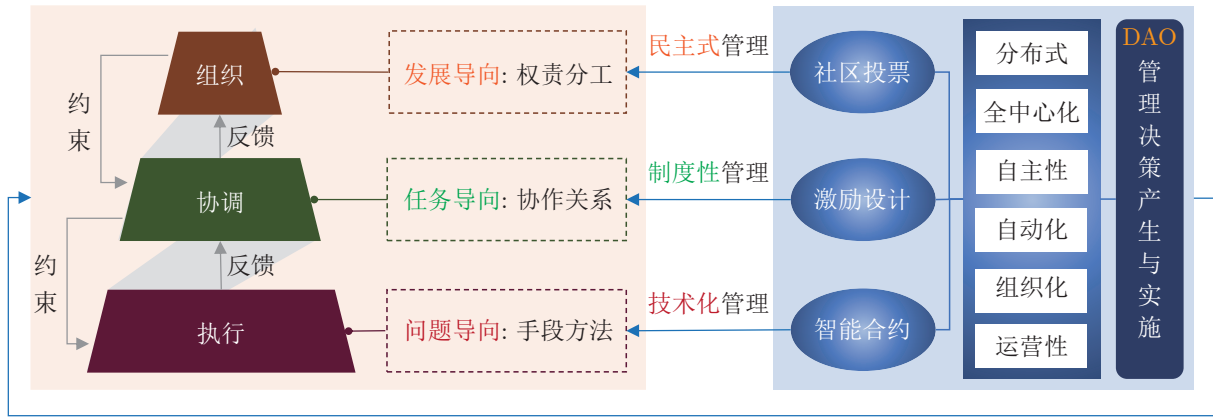 组织
协调
执行
约束
约束
反馈
反馈
发展导向: 权责分工
任务导向: 协作关系
问题导向: 手段方法
民主式管理
制度性管理
技术化管理
社区投票
激励设计
智能合约
分布式
全中心化
自主性
自动化
组织化
运营性
DAO
管理决策产生与实施